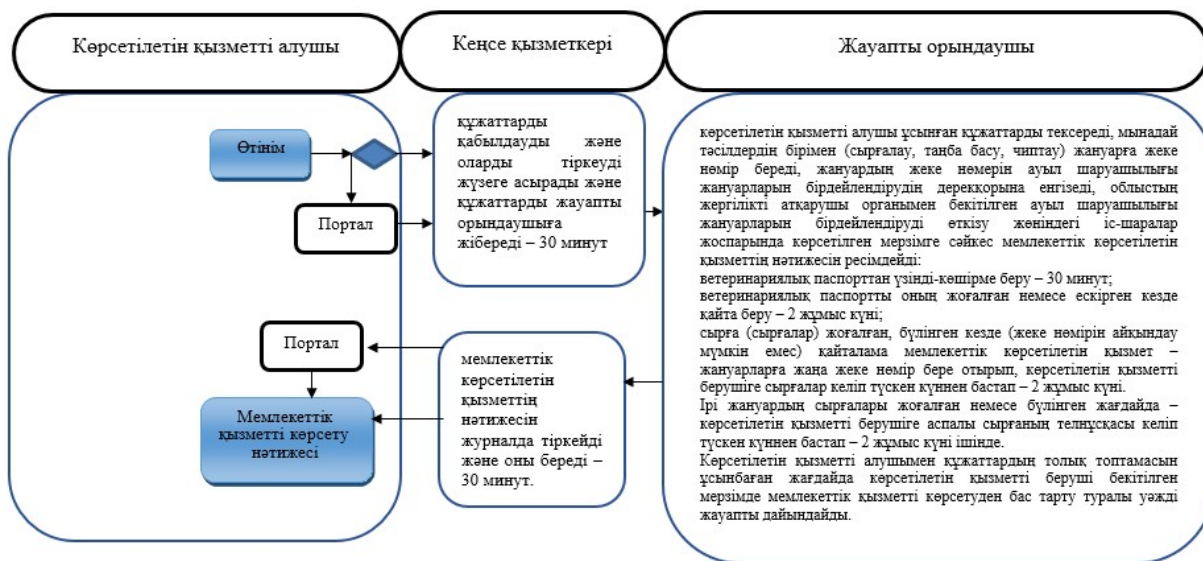 Көрсетілетін қызметті алушы
Кеңсе қызметкері
Жауапты орындаушы
Өтінім
Портал
құжаттарды
қабылдауды және
оларды тіркеуді
жүзеге асырады және
құжаттарды жауапты
орындаушыға
жібереді – 30 минут
көрсетілетін қызметті алушы ұсынған құжаттарды тексереді, мынадай
тәсілдердің бірімен (сырғалау, таңба басу, чиптау) жануарға жеке
нөмір береді, жануардың жеке нөмерін ауыл шаруашылығы
жануарларын бірдейлендірудің дерекқорына енгізеді, облыстың
жергілікті атқарушы органымен бекітілген ауыл шаруашылығы
жануарларын бірдейлендіруді өткізу жөніндегі іс-шаралар
жоспарында көрсетілген мерзімге сәйкес мемлекеттік көрсетілетін
қызметтің нәтижесін ресімдейді:
ветеринариялық паспорттан үзінді-көшірме беру – 30 минут;
ветеринариялық паспортты оның жоғалған немесе ескірген кезде
қайта беру – 2 жұмыс күні;
сырға (сырғалар) жоғалған, бүлінген кезде (жеке нөмірін айқындау
мүмкін емес) қайталама мемлекеттік көрсетілетін қызмет –
жануарларға жаңа жеке нөмір бере отырып, көрсетілетін қызметті
берушіге сырғалар келіп түскен күннен бастап – 2 жұмыс күні.
Ірі жануардың сырғалары жоғалған немесе бүлінген жағдайда –
көрсетілетін қызметті берушіге аспалы сырғаның телнұсқасы келіп
түскен күннен бастап – 2 жұмыс күні ішінде.
Көрсетілетін қызметті алушымен құжаттардың толық топтамасын
ұсынбаған жағдайда көрсетілетін қызметті беруші бекітілген
мерзімде мемлекеттік қызметті көрсетуден бас тарту туралы уәжді
жауапты дайындайды.
Портал
Мемлекеттік
қызметті көрсету
нәтижесі
мемлекеттік
көрсетілетін
қызметтің
нәтижесін
журналда тіркейді
және оны береді –
30 минут.